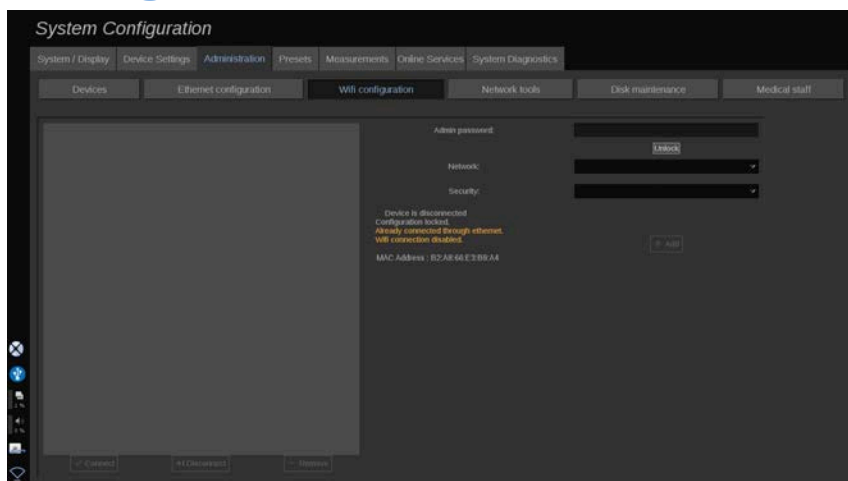 System Configuration
System / Display Device Settings Administration Presets Measurements Online Services System Diagnostics
Devices Ethernet configuration Wifi configuration Network tools Disk maintenance Medical staff
Admin password:
Unlock
Network:
Security:
Device is disconnected
Configuration locked.
Already connected through ethernet.
Wifi connection disabled.
Add
MAC Address : B2:A8:66:E3:B9:A4
Connect Disconnect Remove